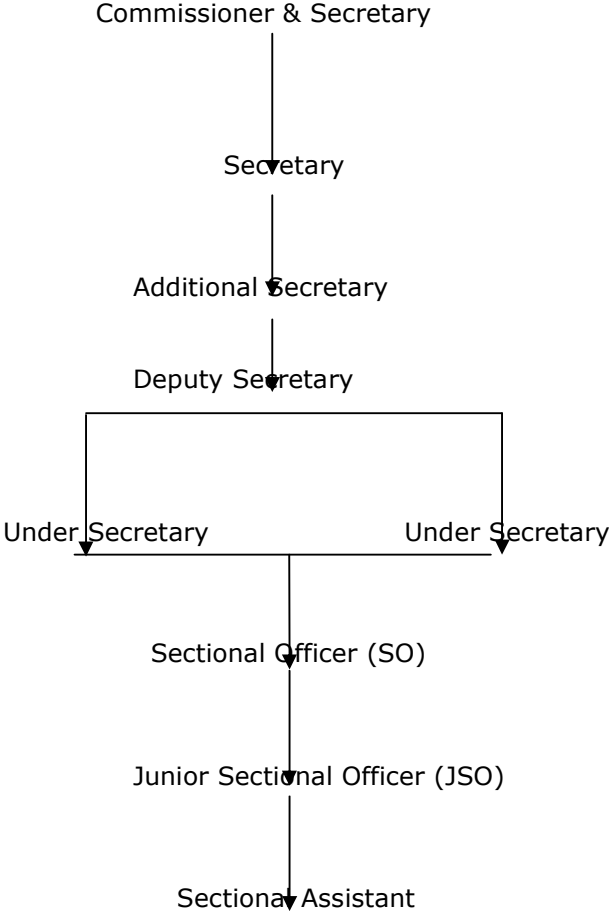 Commissioner & Secretary
Secretary
Additional Secretary
Deputy Secretary
Under Secretary Under Secretary
Sectional Officer (SO)
Junior Sectional Officer (JSO)
Sectional Assistant